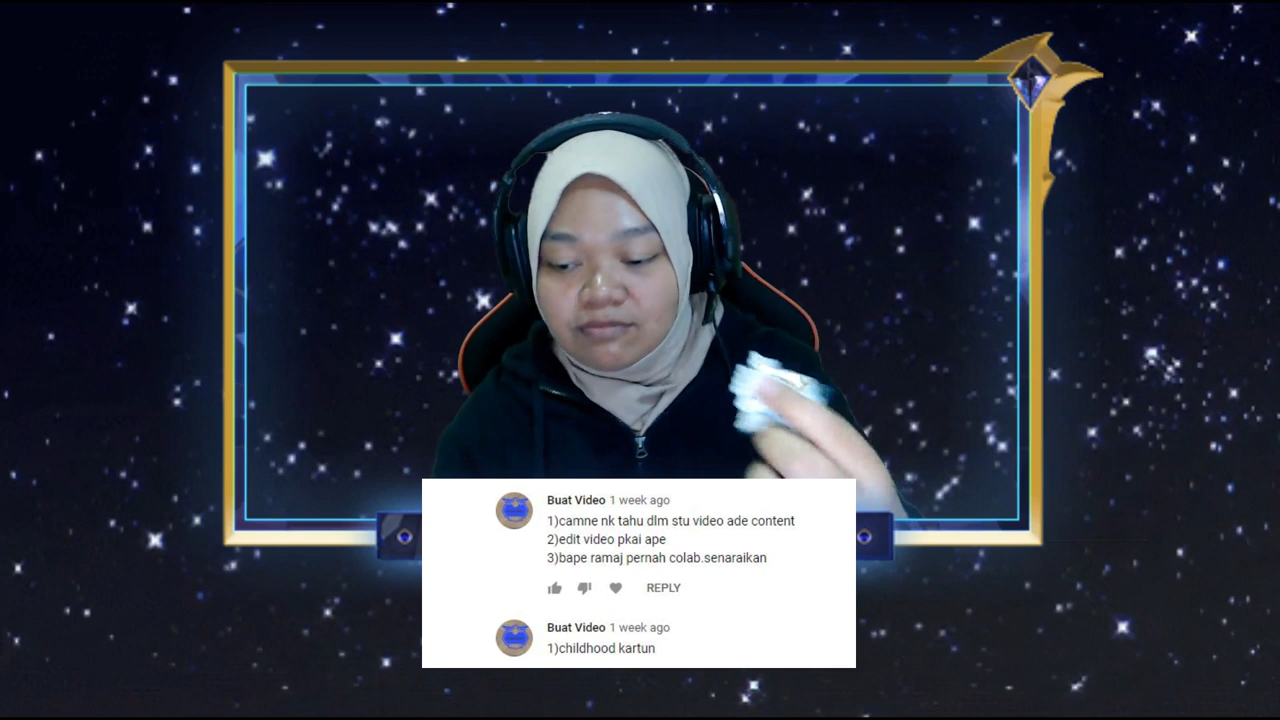 Buat Video 1 week ago
1)camne nk tahu dlm stu video ade content
2)edit video pkai ape
3)bape ramaj pernah colab.senaraikan
REPLY
Buat Video 1 week ago
1)childhood kartun